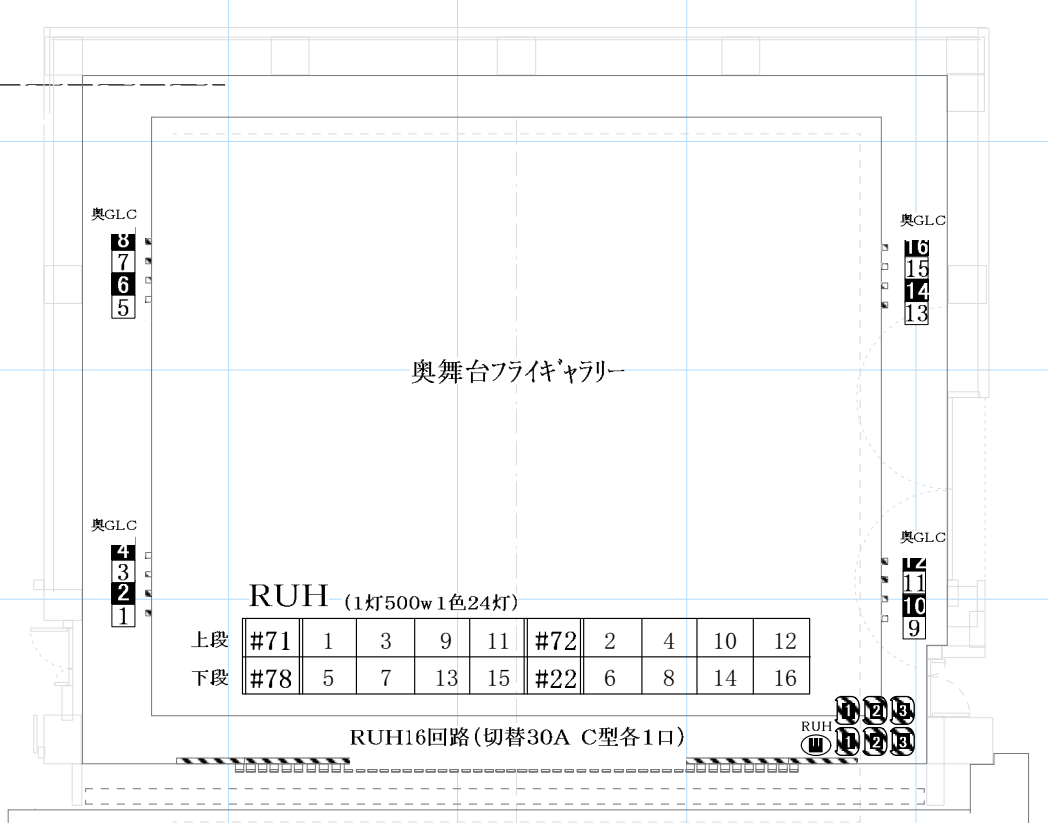 奥GLC
8
7
6
5
奥GLC
16
15
14
13
奥舞台フライギャラリー
奥GLC
4
3
2
1
奥GLC
12
11
10
9
RUH (1灯500w1色24灯)
上段 #71 1 3 9 11 #72 2 4 10 12
下段 #78 5 7 13 15 #22 6 8 14 16
1 2 3
RUH
1 2 3
RUH16回路(切替30A C型各1口)